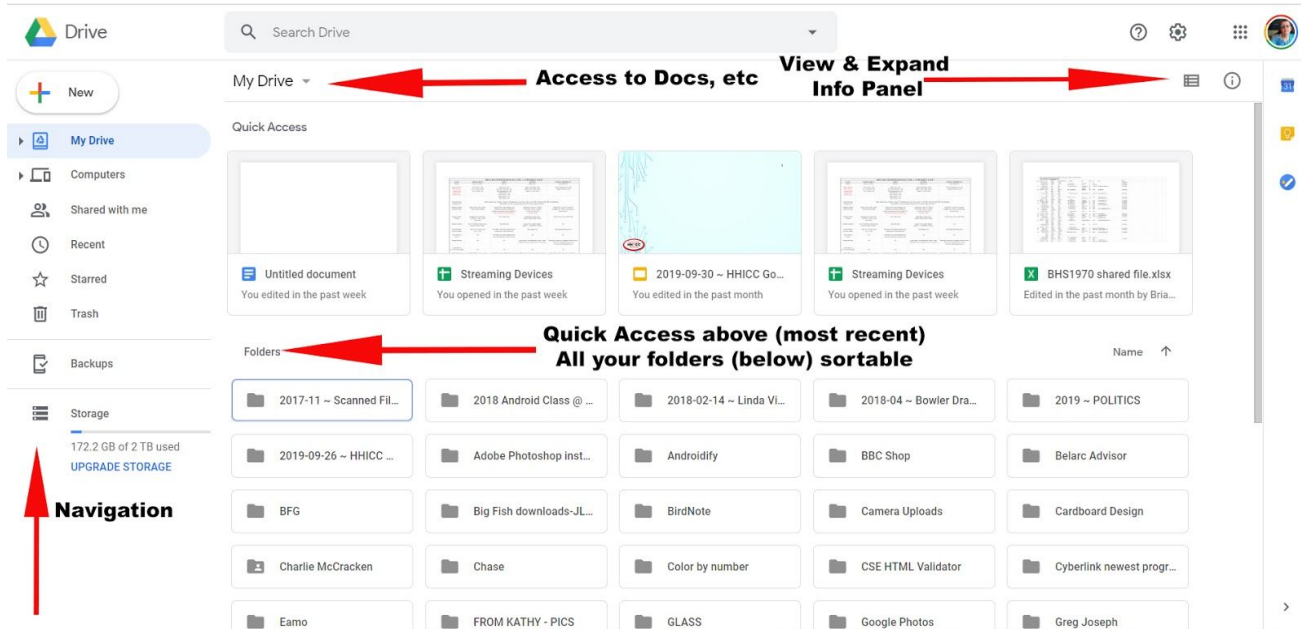 Drive
Search Drive
New
My Drive
Access to Docs, etc
View & Expand
Info Panel
31
My Drive
Computers
Shared with me
Recent
Starred
Trash
Backups
Storage
172.2 GB of 2 TB used
UPGRADE STORAGE
Navigation
Quick Access
HHICC
Untitled document
You edited in the past week
Streaming Devices
You opened in the past week
2019-09-30 ~ HHICC Go...
You edited in the past month
Streaming Devices
You opened in the past week
X
BHS1970 shared file.xlsx
Edited in the past month by Bria...
Quick Access above (most recent)
All your folders (below) sortable
Folders
Name
2017-11 ~ Scanned Fil...
2018 Android Class @ ...
2018-02-14 ~ Linda Vi...
2018-04 ~ Bowler Dra...
2019 ~ POLITICS
2019-09-26 ~ HHICC ...
Adobe Photoshop inst...
Androidify
BBC Shop
Belarc Advisor
BFG
Big Fish downloads-JL...
BirdNote
Camera Uploads
Cardboard Design
Charlie McCracken
Chase
Color by number
CSE HTML Validator
Cyberlink newest progr...
Eamo
FROM KATHY - PICS
GLASS
Google Photos
Greg Joseph